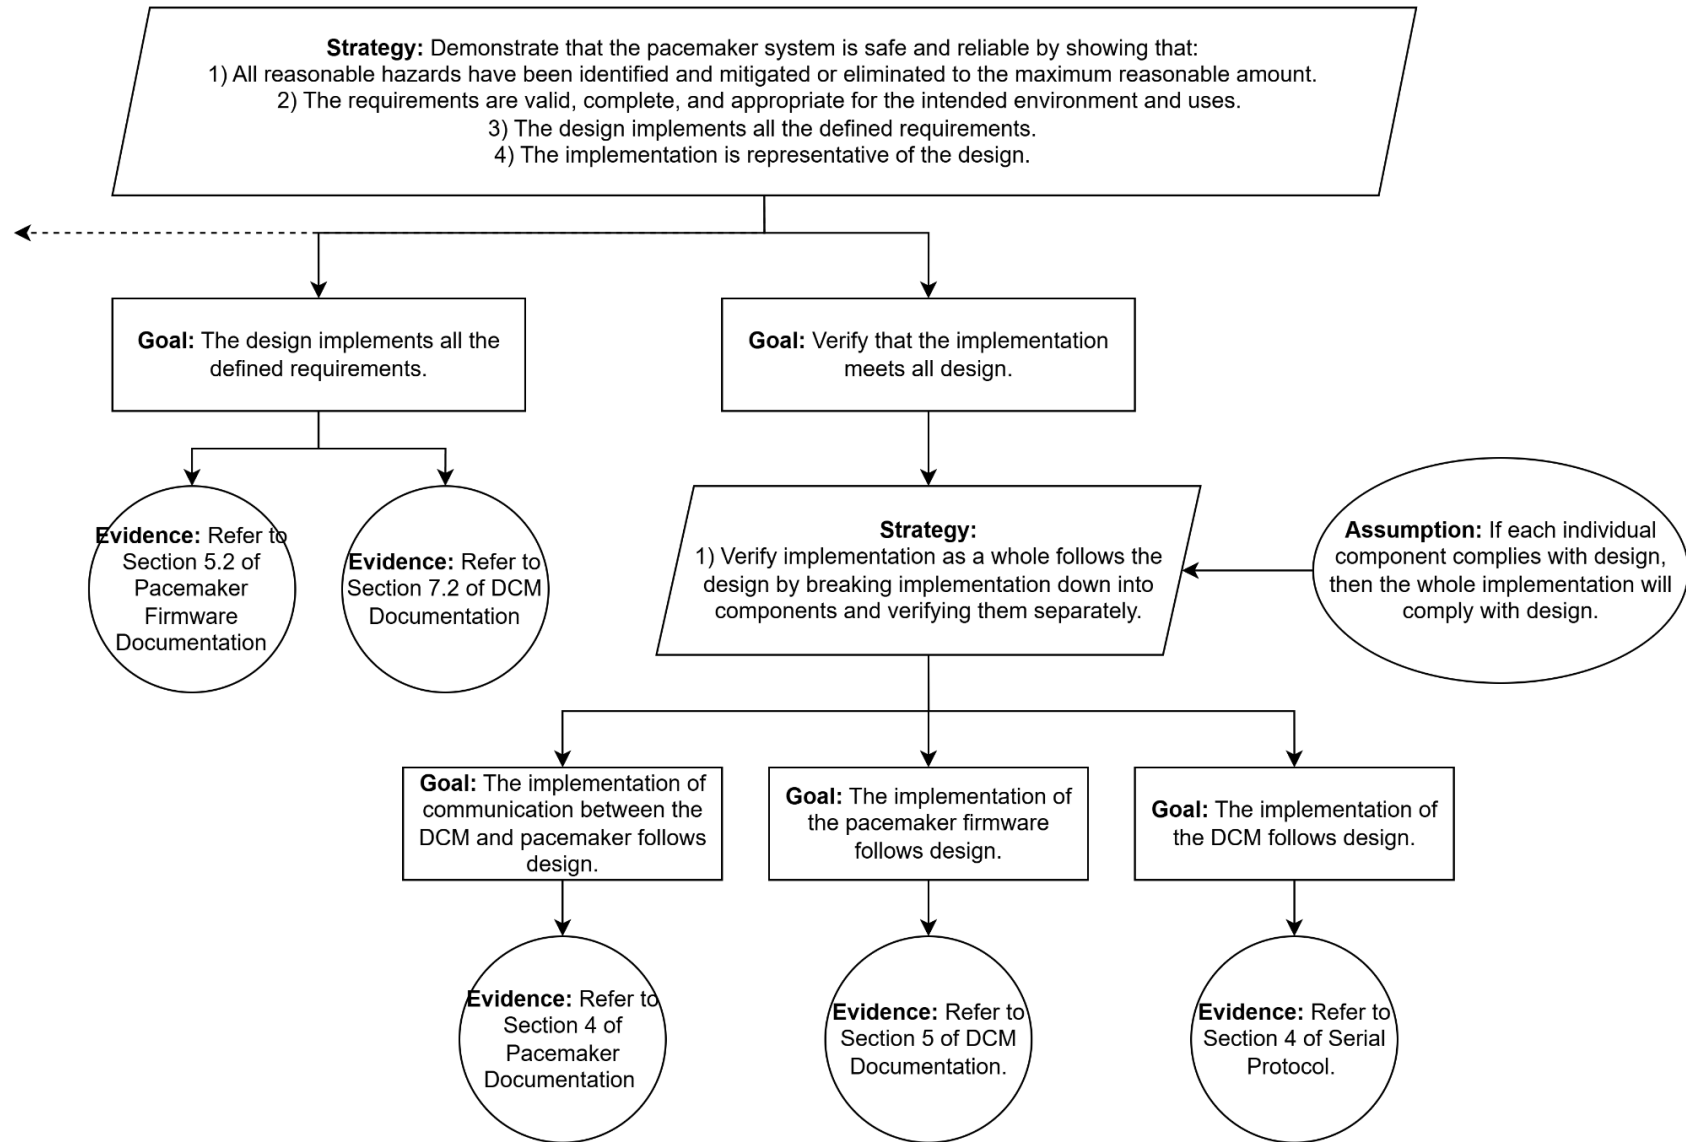 Strategy: Demonstrate that the pacemaker system is safe and reliable by showing that:
1) All reasonable hazards have been identified and mitigated or eliminated to the maximum reasonable amount.
2) The requirements are valid, complete, and appropriate for the intended environment and uses.
3) The design implements all the defined requirements.
4) The implementation is representative of the design.
Goal: The design implements all the
defined requirements.
Goal: Verify that the implementation
meets all design.
Evidence: Refer to
Section 5.2 of
Pacemaker
Firmware
Documentation
Evidence: Refer to
Section 7.2 of DCM
Documentation
Strategy:
1) Verify implementation as a whole follows the
design by breaking implementation down into
components and verifying them separately.
Assumption: If each individual
component complies with design,
then the whole implementation will
comply with design.
Goal: The implementation of
communication between the
DCM and pacemaker follows
design.
Goal: The implementation of
the pacemaker firmware
follows design.
Goal: The implementation of
the DCM follows design.
Evidence: Refer to
Section 4 of
Pacemaker
Documentation
Evidence: Refer to
Section 5 of DCM
Documentation.
Evidence: Refer to
Section 4 of Serial
Protocol.